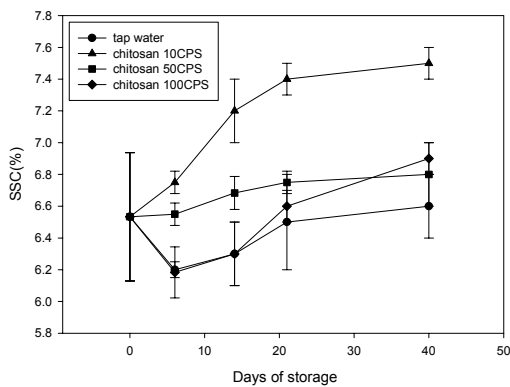 7.8
7.6
7.4
7.2
7.0
6.8
6.6
6.4
6.2
6.0
5.8
SSC(%)
tap water
chitosan 10CPS
chitosan 50CPS
chitosan 100CPS
0 10 20 30 40 50
Days of storage